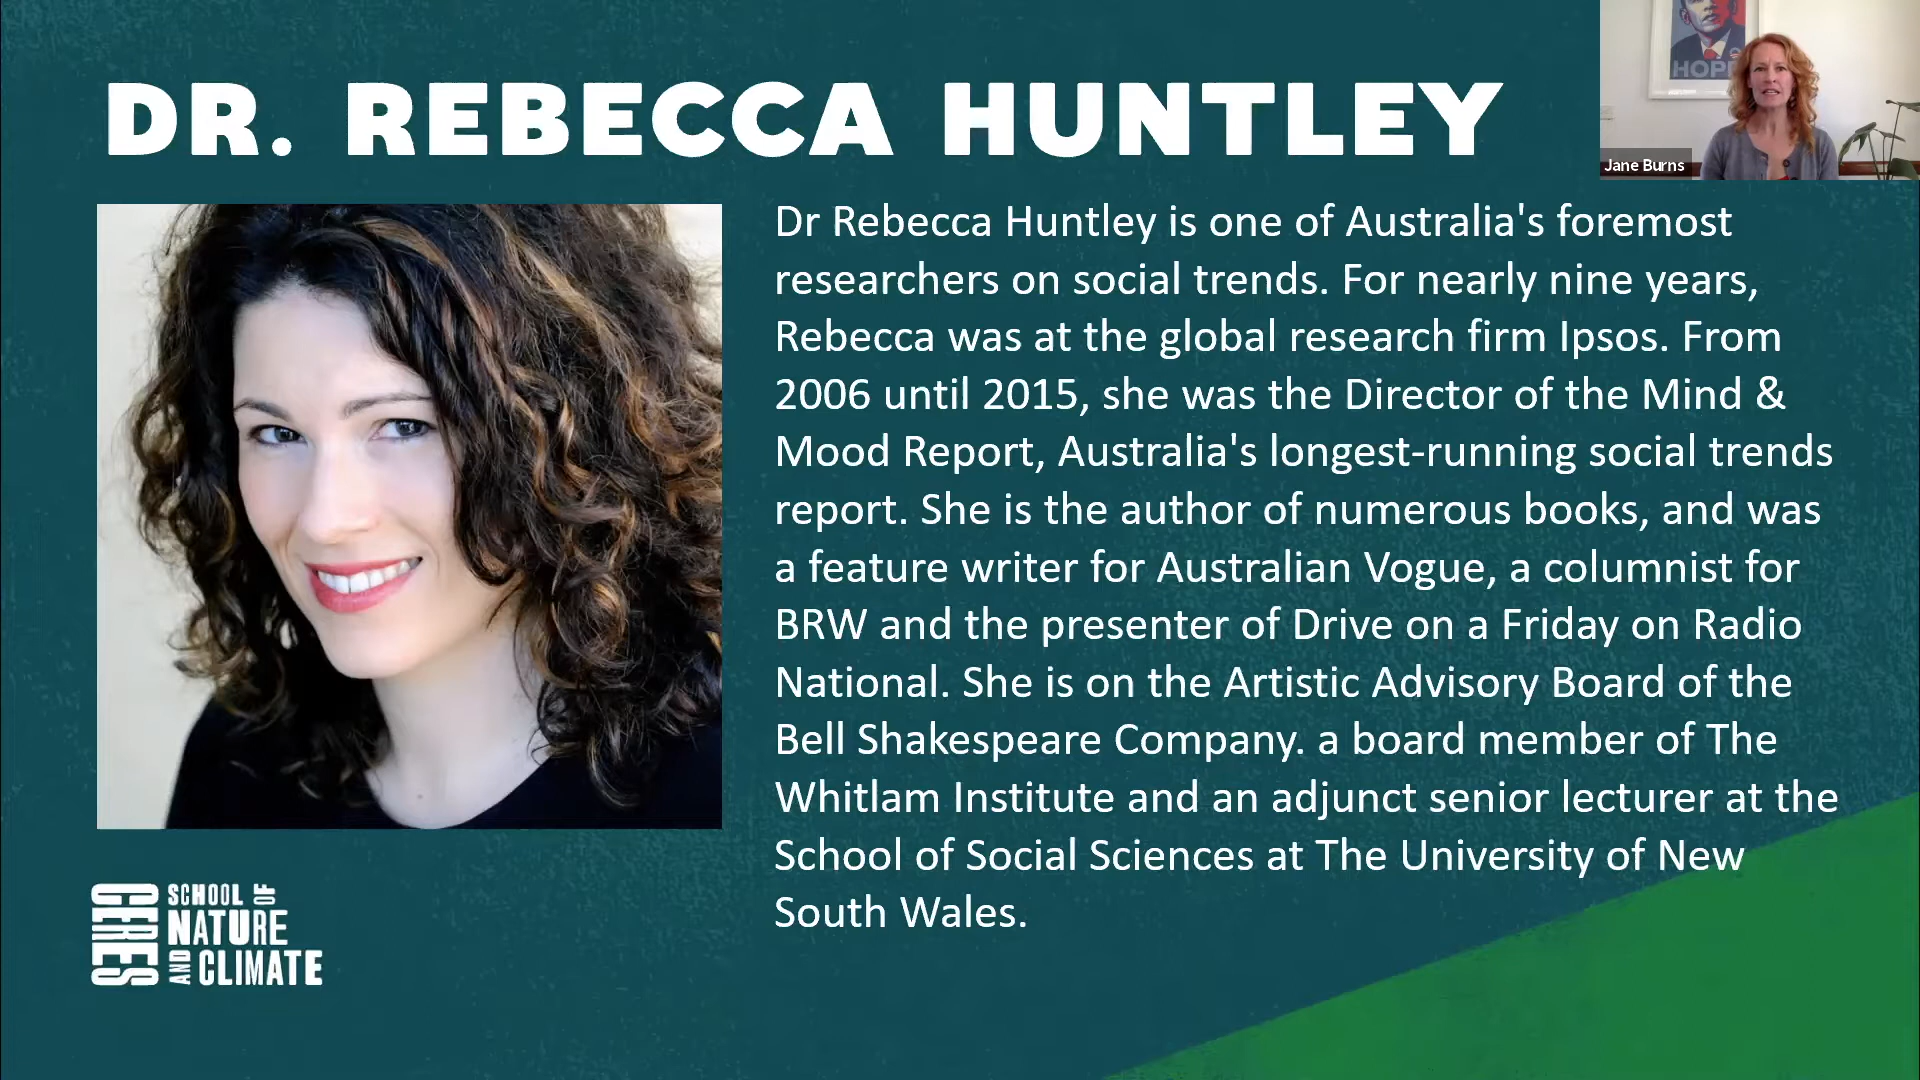 DR. REBECCA HUNTLEY
HOPE
Jane Burns
Dr Rebecca Huntley is one of Australia's foremost
researchers on social trends. For nearly nine years,
Rebecca was at the global research firm Ipsos. From
2006 until 2015, she was the Director of the Mind &
Mood Report, Australia's longest-running social trends
report. She is the author of numerous books, and was
a feature writer for Australian Vogue, a columnist for
BRW and the presenter of Drive on a Friday on Radio
National. She is on the Artistic Advisory Board of the
Bell Shakespeare Company. a board member of The
Whitlam Institute and an adjunct senior lecturer at the
School of Social Sciences at The University of New
South Wales.
CERES
SCHOOL OF
NATURE
AND CLIMATE